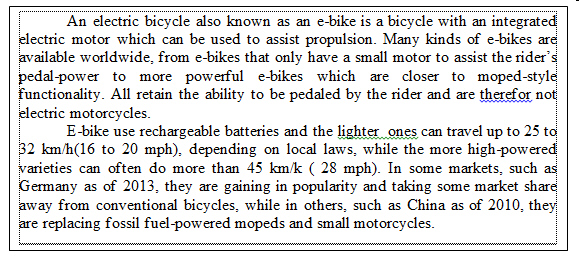 An electric bicycle also known as an e-bike is a bicycle with an integrated
electric motor which can be used to assist propulsion. Many kinds of e-bikes are
available worldwide, from e-bikes that only have a small motor to assist the rider's
pedal-power to more powerful e-bikes which are closer to moped-style
functionality. All retain the ability to be pedaled by the rider and are therefor not
electric motorcycles.
E-bike use rechargeable batteries and the lighter ones can travel up to 25 to
32 km/h(16 to 20 mph), depending on local laws, while the more high-powered
varieties can often do more than 45 km/k ( 28 mph). In some markets, such as
Germany as of 2013, they are gaining in popularity and taking some market share
away from conventional bicycles, while in others, such as China as of 2010, they
are replacing fossil fuel-powered mopeds and small motorcycles.